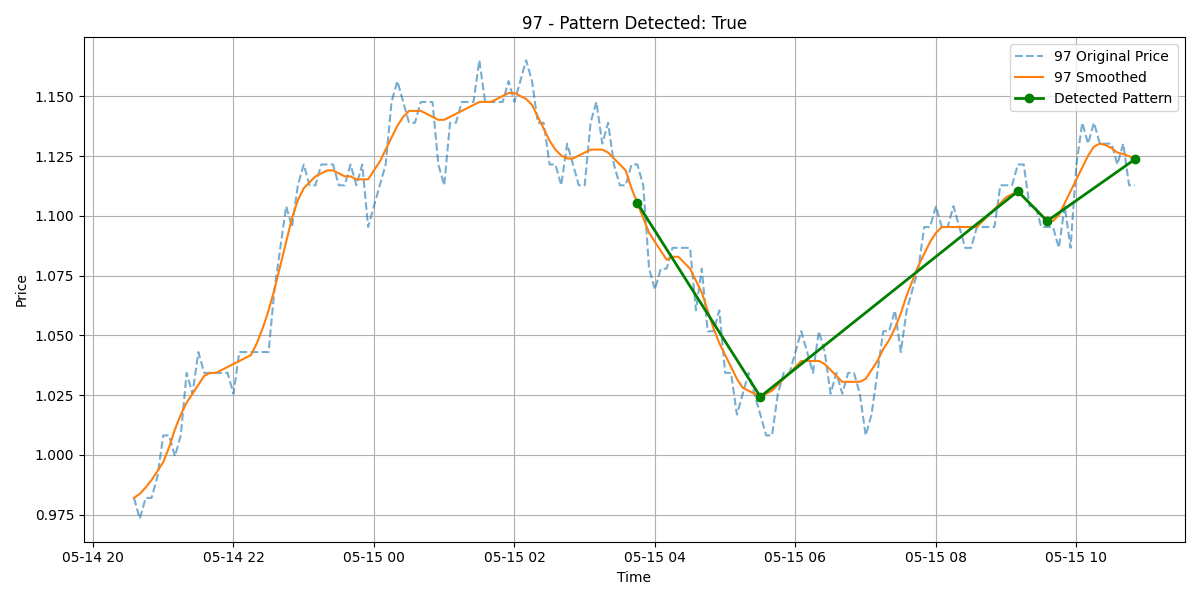 97 - Pattern Detected: True
97 Original Price
97 Smoothed
Detected Pattern
Price
1.150
1.125
1.100
1.075
1.050
1.025
1.000
0.975
05-14 20
05-14 22
05-15 00
05-15 02
05-15 04
05-15 06
05-15 08
05-15 10
Time